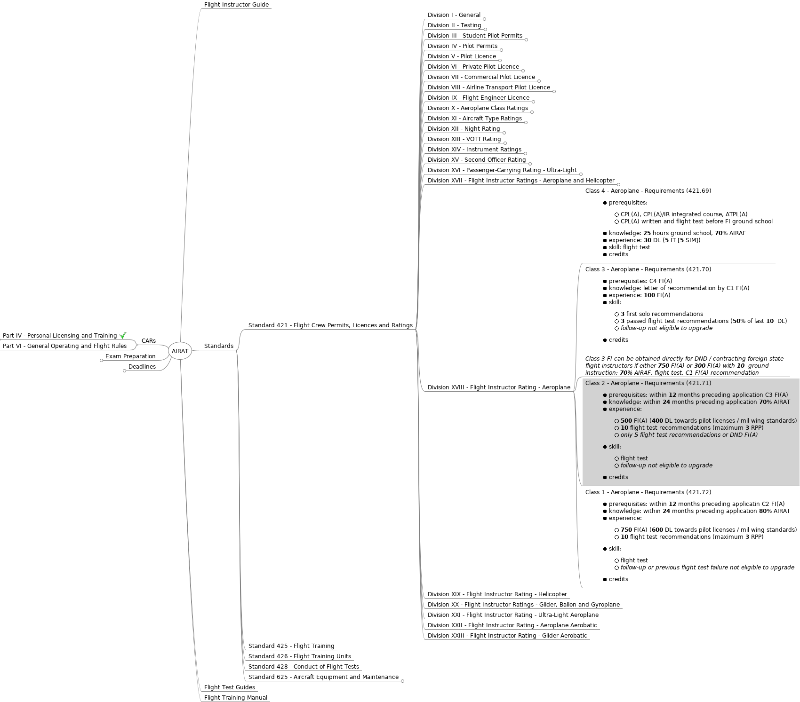 Flight Instructor Guide
Division I - General
Division II - Testing
Division III - Student Pilot Permits
Division IV - Pilot Permits
Division V - Pilot Licence
Division VI - Private Pilot Licence
Division VII - Commercial Pilot Licence
Division VIII - Airline Transport Pilot Licence
Division IX - Flight Engineer Licence
Division X - Aeroplane Class Ratings
Division XI - Aircraft Type Ratings
Division XII - Night Rating
Division XIII - VOTT Rating
Division XIV - Instrument Ratings
Division XV - Second Officer Rating
Division XVI - Passenger-Carrying Rating - Ultra-Light
Division XVII - Flight Instructor Ratings - Aeroplane and Helicopter
Class 4 - Aeroplane - Requirements (421.69)
prerequisites:
CPL(A), CPL(A)/IR integrated course, ATPL(A)
CPL(A) written and flight test before FI ground school
knowledge: 25 hours ground school, 70% AIRAT
experience: 30 DL (5 IT [5 SIM])
skill: flight test
credits
Class 3 - Aeroplane - Requirements (421.70)
prerequisites: C4 FI(A)
knowledge: letter of recommendation by C1 FI(A)
experience: 100 FI(A)
skill:
3 first solo recommendations
3 passed flight test recommendations (50% of last 10 DL)
follow-up not eligible to upgrade
credits
Standard 421 - Flight Crew Permits, Licences and Ratings
Part IV - Personal Licensing and Training
CARs
Part VI - General Operating and Flight Rules
Standards
AIRAT
Exam Preparation
Deadlines
Class 3 FI can be obtained directly for DND / contracting foreign state
flight instructors if either 750 FI(A) or 300 FI(A) with 10 ground
instruction; 70% AIRAT, flight test, C1 FI(A) recommendation
Division XVIII - Flight Instructor Rating - Aeroplane
Class 2 - Aeroplane - Requirements (421.71)
prerequisites: within 12 months preceding application C3 FI(A)
knowledge: within 24 months preceding application 70% AIRAT
experience:
500 FI(A) (400 DL towards pilot licenses / mil wing standards)
10 flight test recommendations (maximum 3 RPP)
only 5 flight test recommendations or DND FI(A)
skill:
flight test
follow-up not eligible to upgrade
credits
Class 1 - Aeroplane - Requirements (421.72)
prerequisites: within 12 months preceding applicatin C2 FI(A)
knowledge: within 24 months preceding application 80% AIRAT
experience:
750 FI(A) (600 DL towards pilot licenses / mil wing standards)
10 flight test recommendations (maximum 3 RPP)
skill:
flight test
follow-up or previous flight test failure not eligible to upgrade
credits
Division XIX - Flight Instructor Rating - Helicopter
Division XX - Flight Instructor Ratings - Glider, Ballon and Gyroplane
Division XXI - Flight Instructor Rating - Ultra-Light Aeroplane
Division XXII - Flight Instructor Rating - Aeroplane Aerobatic
Division XXIII - Flight Instructor Rating - Glider Aerobatic
Standard 425 - Flight Training
Standard 426 - Flight Training Units
Standard 428 - Conduct of Flight Tests
Standard 625 - Aircraft Equipment and Maintenance
Flight Test Guides
Flight Training Manual